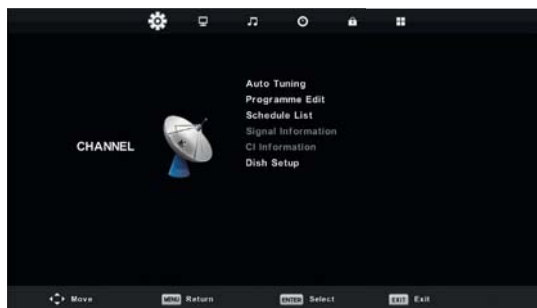 Auto Tuning
Programme Edit
Schedule List
Signal Information
CHANNEL
CI Information
Dish Setup
Move
MENU Return
ENTER Select
EXIT Exit